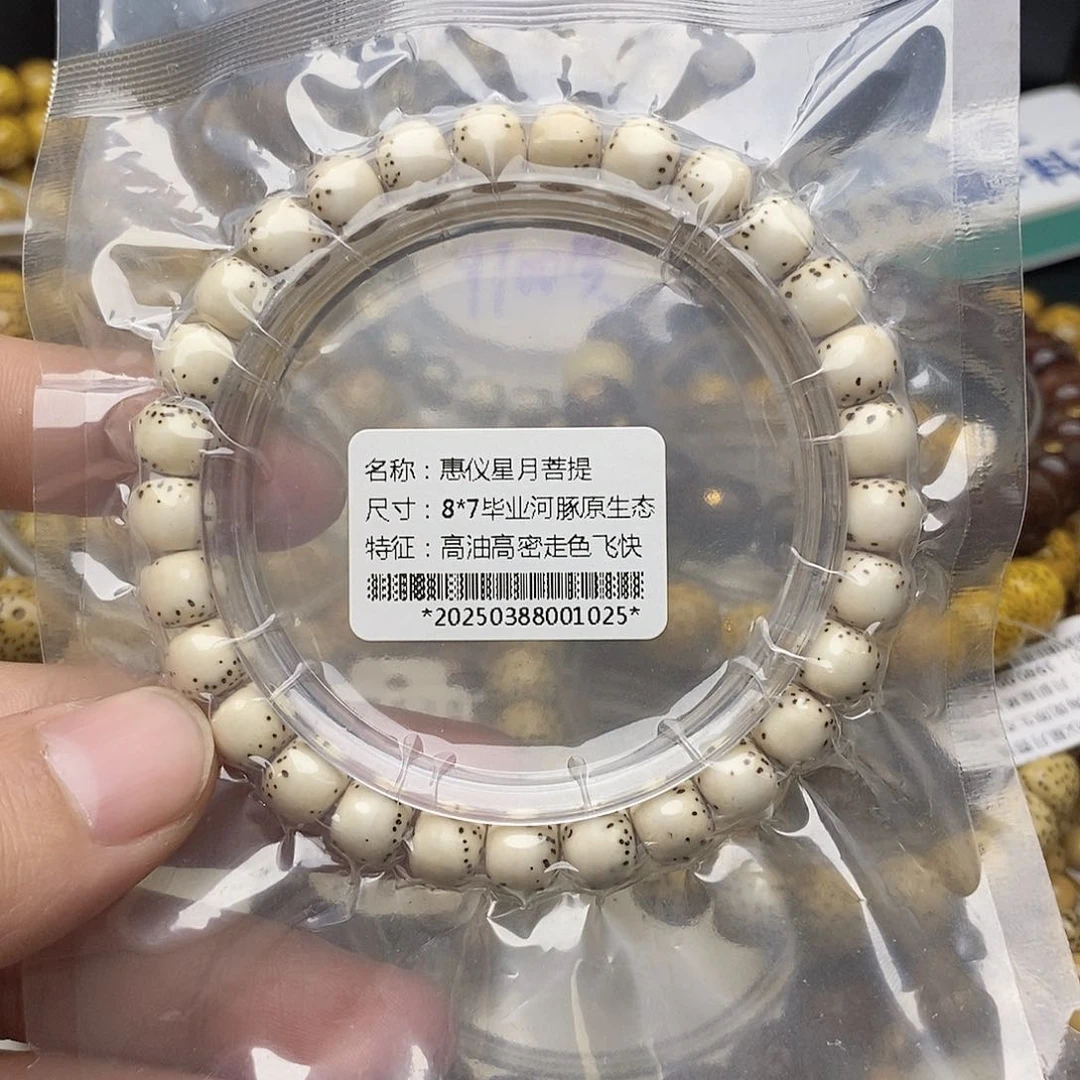 名称：惠仪星月菩提
尺寸：8*7毕业河豚原生态
特征：高油高密走色飞快
*20250388001025*